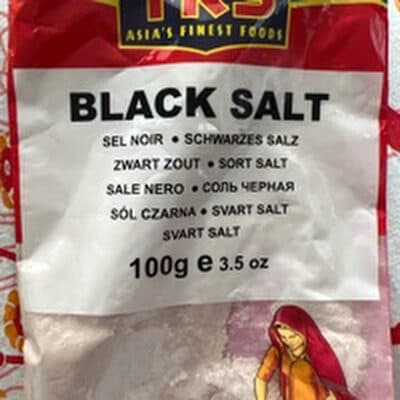 TRS
ASIA'S FINEST FOODS
BLACK SALT
SEL NOIR • SCHWARZES SALZ
ZWART ZOUT • SORT SALT
SALE NERO • СОЛЬ ЧЕРНАЯ
SÓL CZARNA • SVART SALT
SVART SALT
100g e 3.5 oz